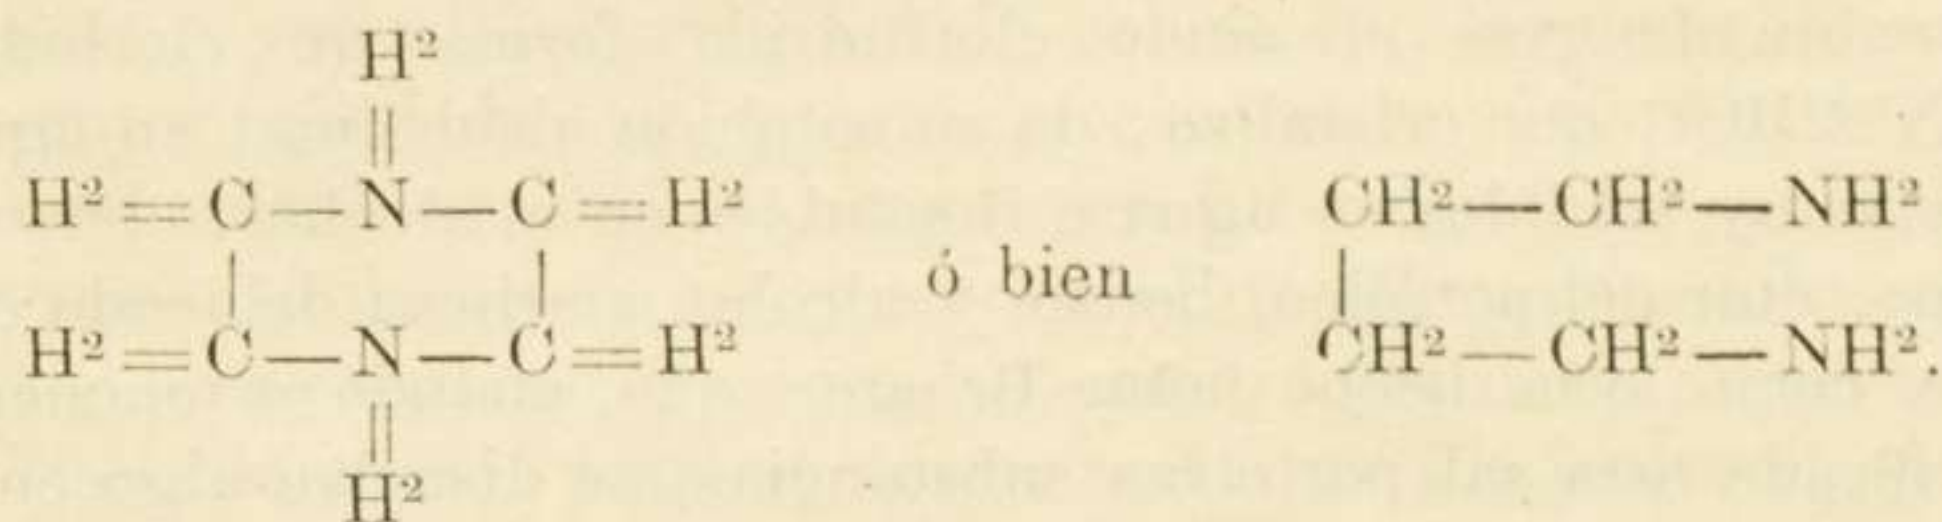 H²
||
H² = C — N — C = H² CH² — CH² — NH²
| | ó bien |
H² = C — N — C = H² CH² — CH² — NH².
||
H²